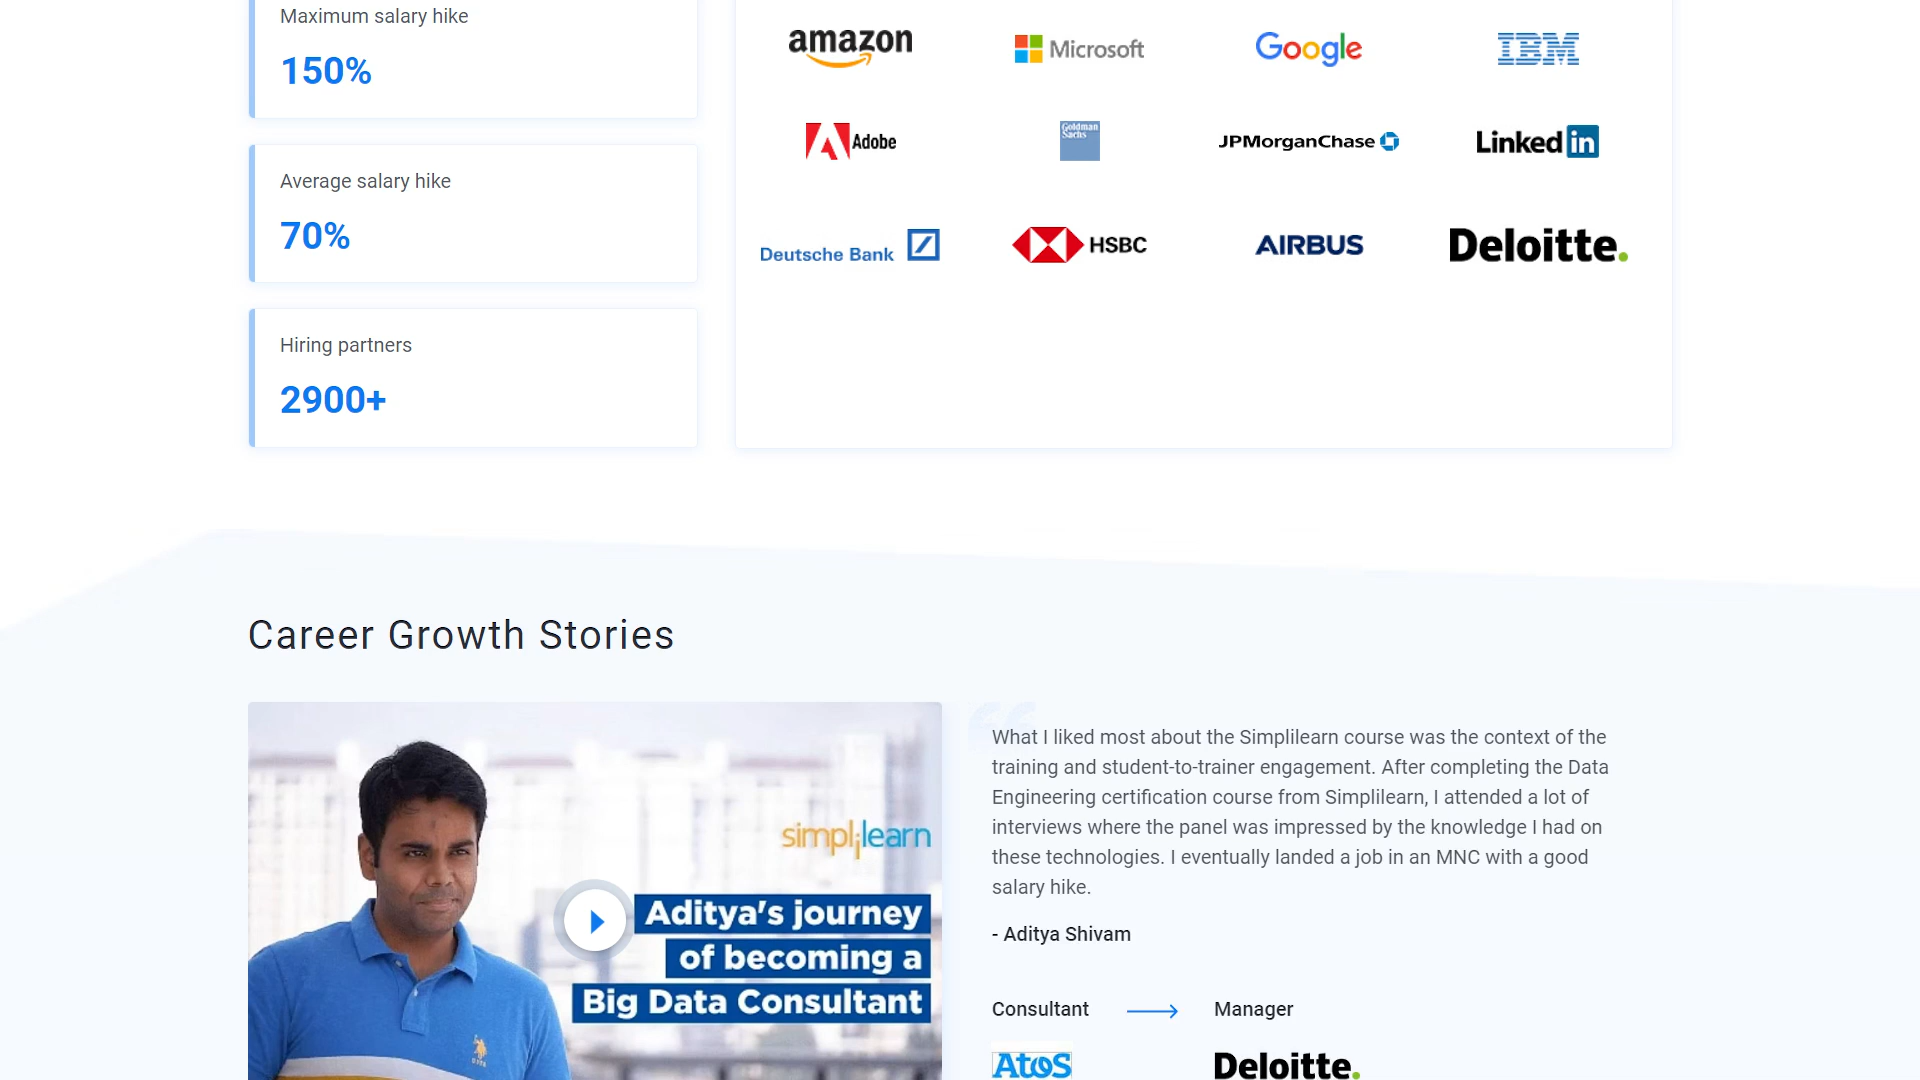 Maximum salary hike
150%
Average salary hike
70%
Hiring partners
2900+
amazon
Microsoft
Google
IBM
Adobe
Goldman
Sachs
JPMorganChase
Linked in
Deutsche Bank
HSBC
AIRBUS
Deloitte.
Career Growth Stories
simplilearn
Aditya's journey
of becoming a
Big Data Consultant
What I liked most about the Simplilearn course was the context of the
training and student-to-trainer engagement. After completing the Data
Engineering certification course from Simplilearn, I attended a lot of
interviews where the panel was impressed by the knowledge I had on
these technologies. I eventually landed a job in an MNC with a good
salary hike.
- Aditya Shivam
Consultant
Manager
Atos
Deloitte.